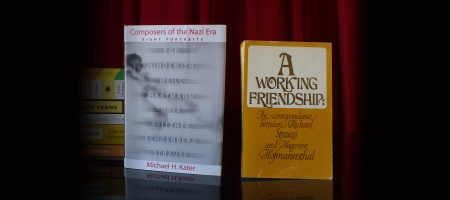 Composers of the Nazi Era
EIGHT PORTRAITS
EGK
HINDEMITH
WEILL
HARTMANN
ORFF
PFITZNER
SCHOENBERG
STRAUSS
Michael H. Kater
A
WORKING
FRIENDSHIP:
The correspondence
between Richard
Strauss
and Hugo von
Hofmannsthal
FRANK